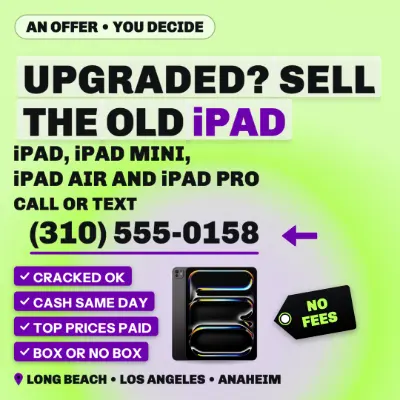 AN OFFER • YOU DECIDE
UPGRADED? SELL
THE OLD iPAD
iPAD, iPAD MINI,
iPAD AIR AND iPAD PRO
CALL OR TEXT
(310) 555-0158
CRACKED OK
CASH SAME DAY
TOP PRICES PAID
BOX OR NO BOX
NO
FEES
LONG BEACH • LOS ANGELES • ANAHEIM